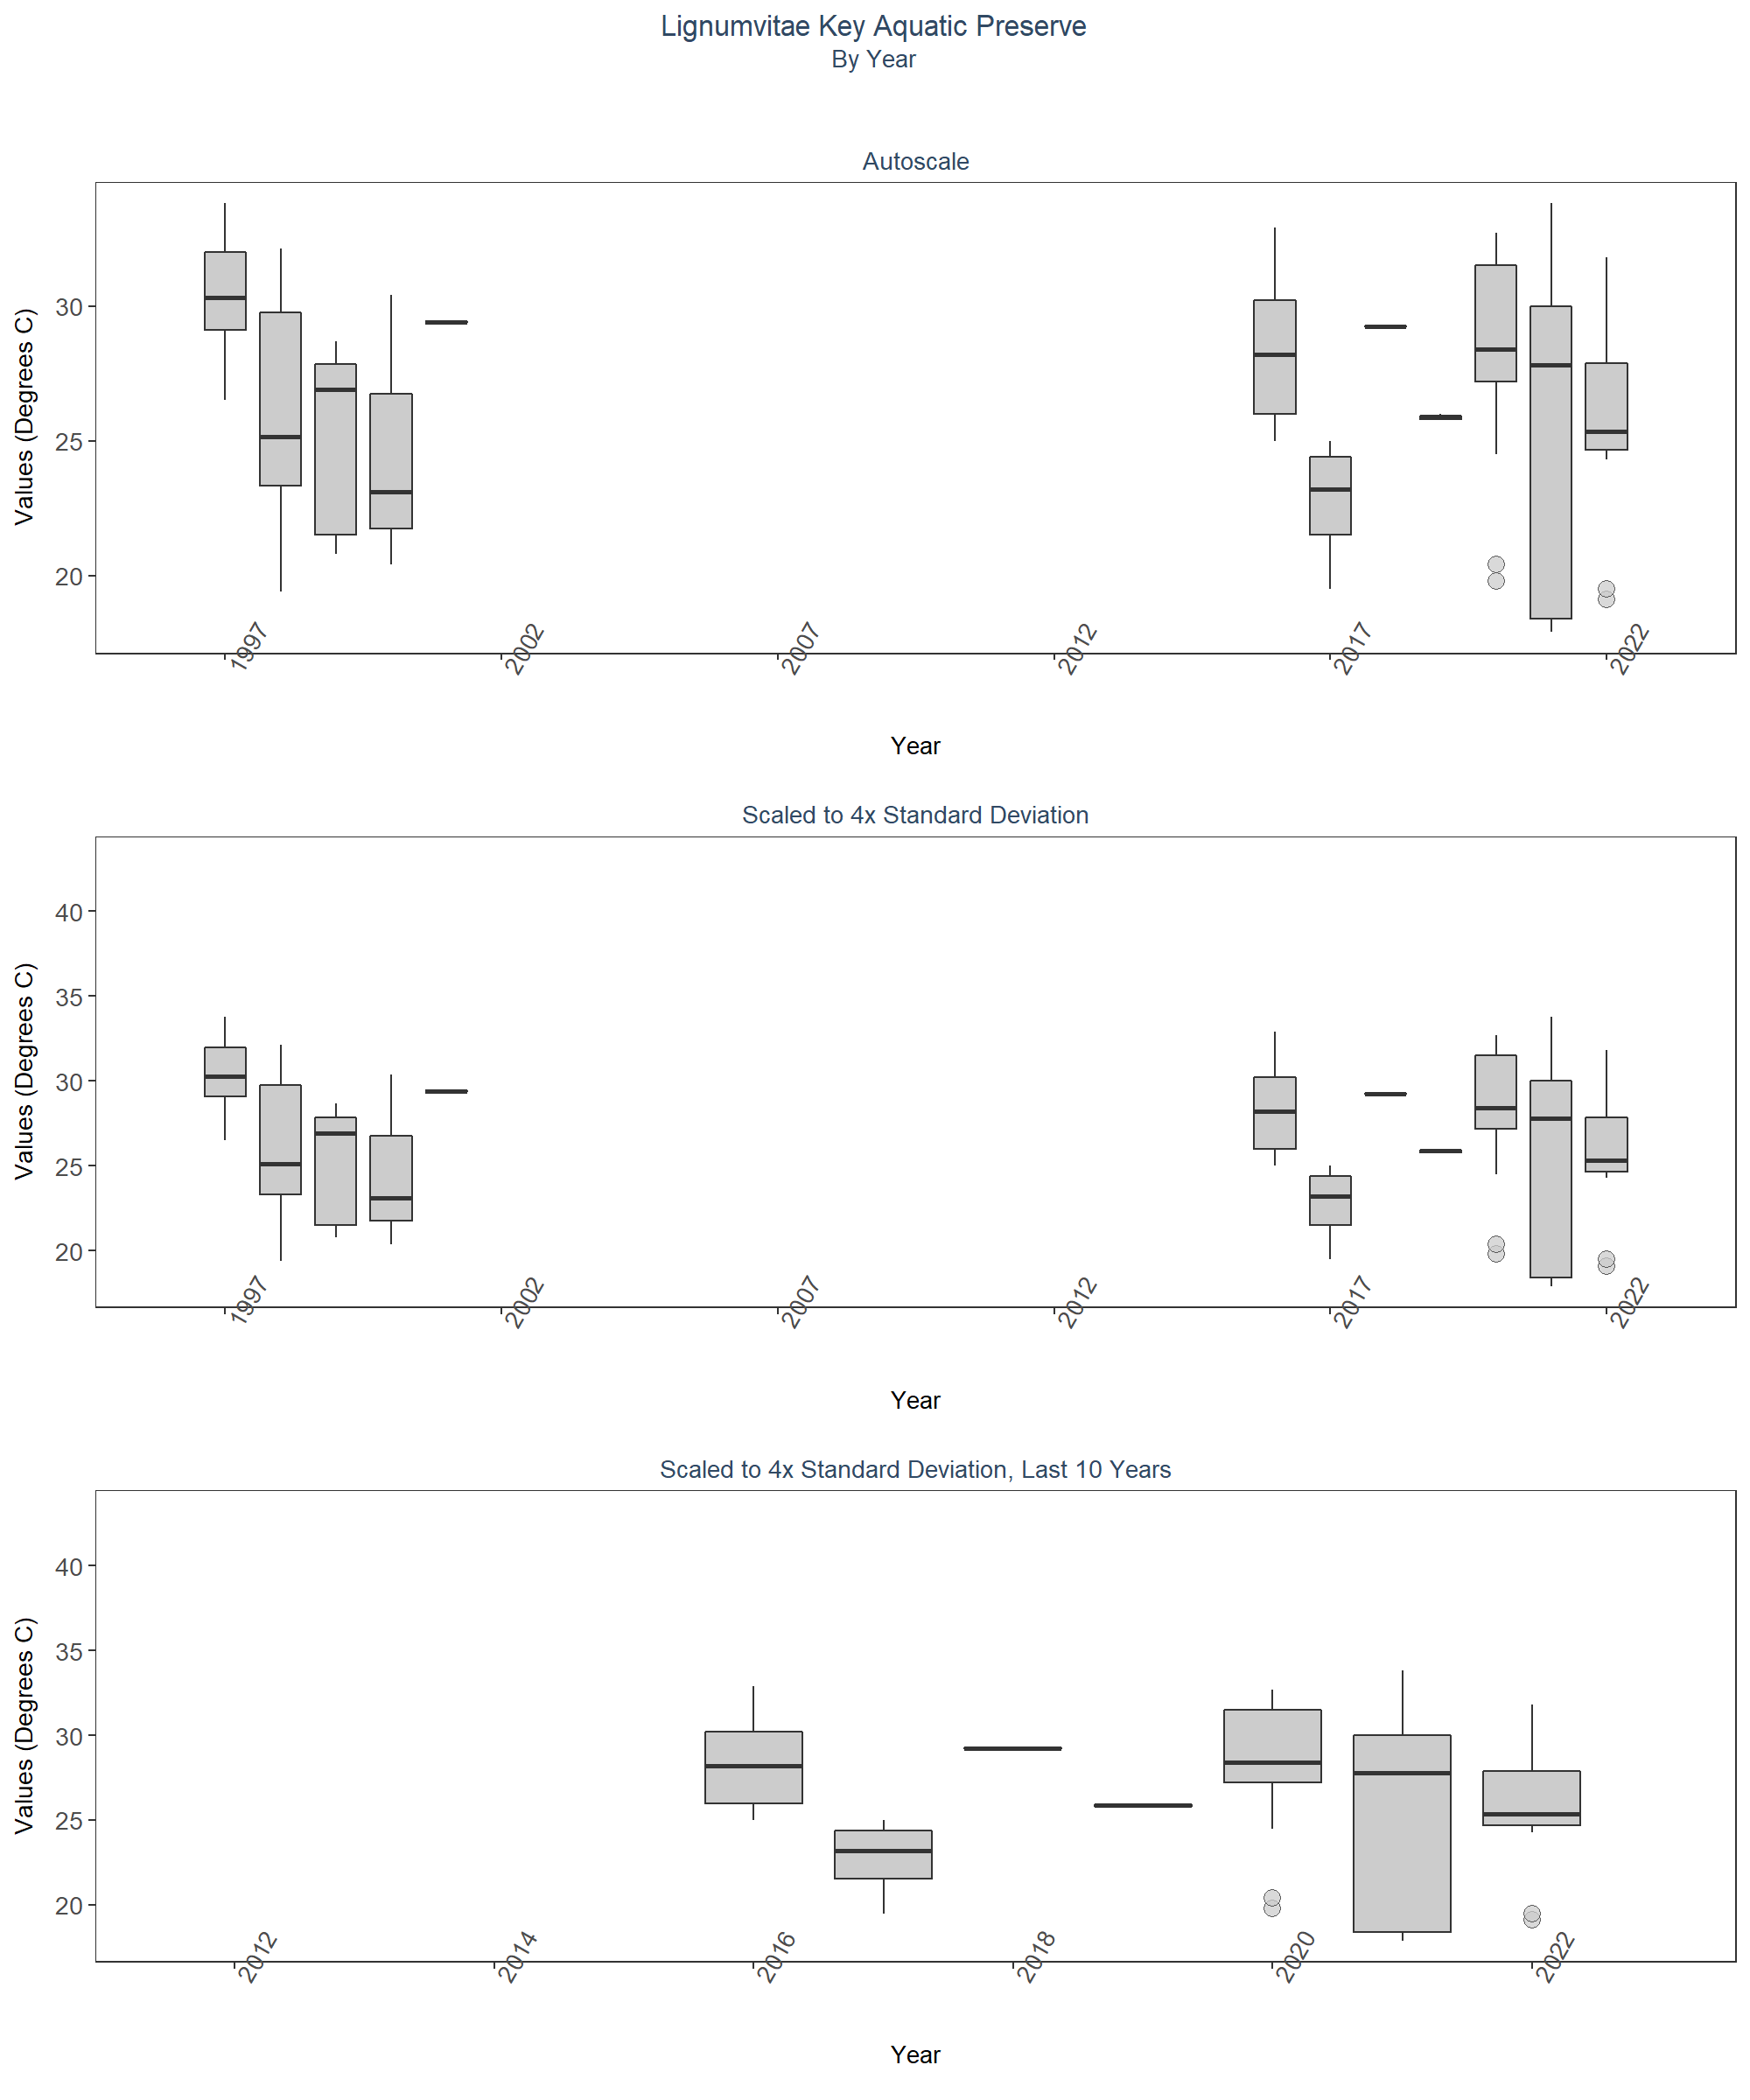 Lignumvitae Key Aquatic Preserve
By Year
Autoscale
Values (Degrees C)
30
25
20
1997
2002
2007
2012
2017
2022
Year
Scaled to 4x Standard Deviation
Values (Degrees C)
40
35
30
25
20
1997
2002
2007
2012
2017
2022
Year
Scaled to 4x Standard Deviation, Last 10 Years
Values (Degrees C)
40
35
30
25
20
2012
2014
2016
2018
2020
2022
Year